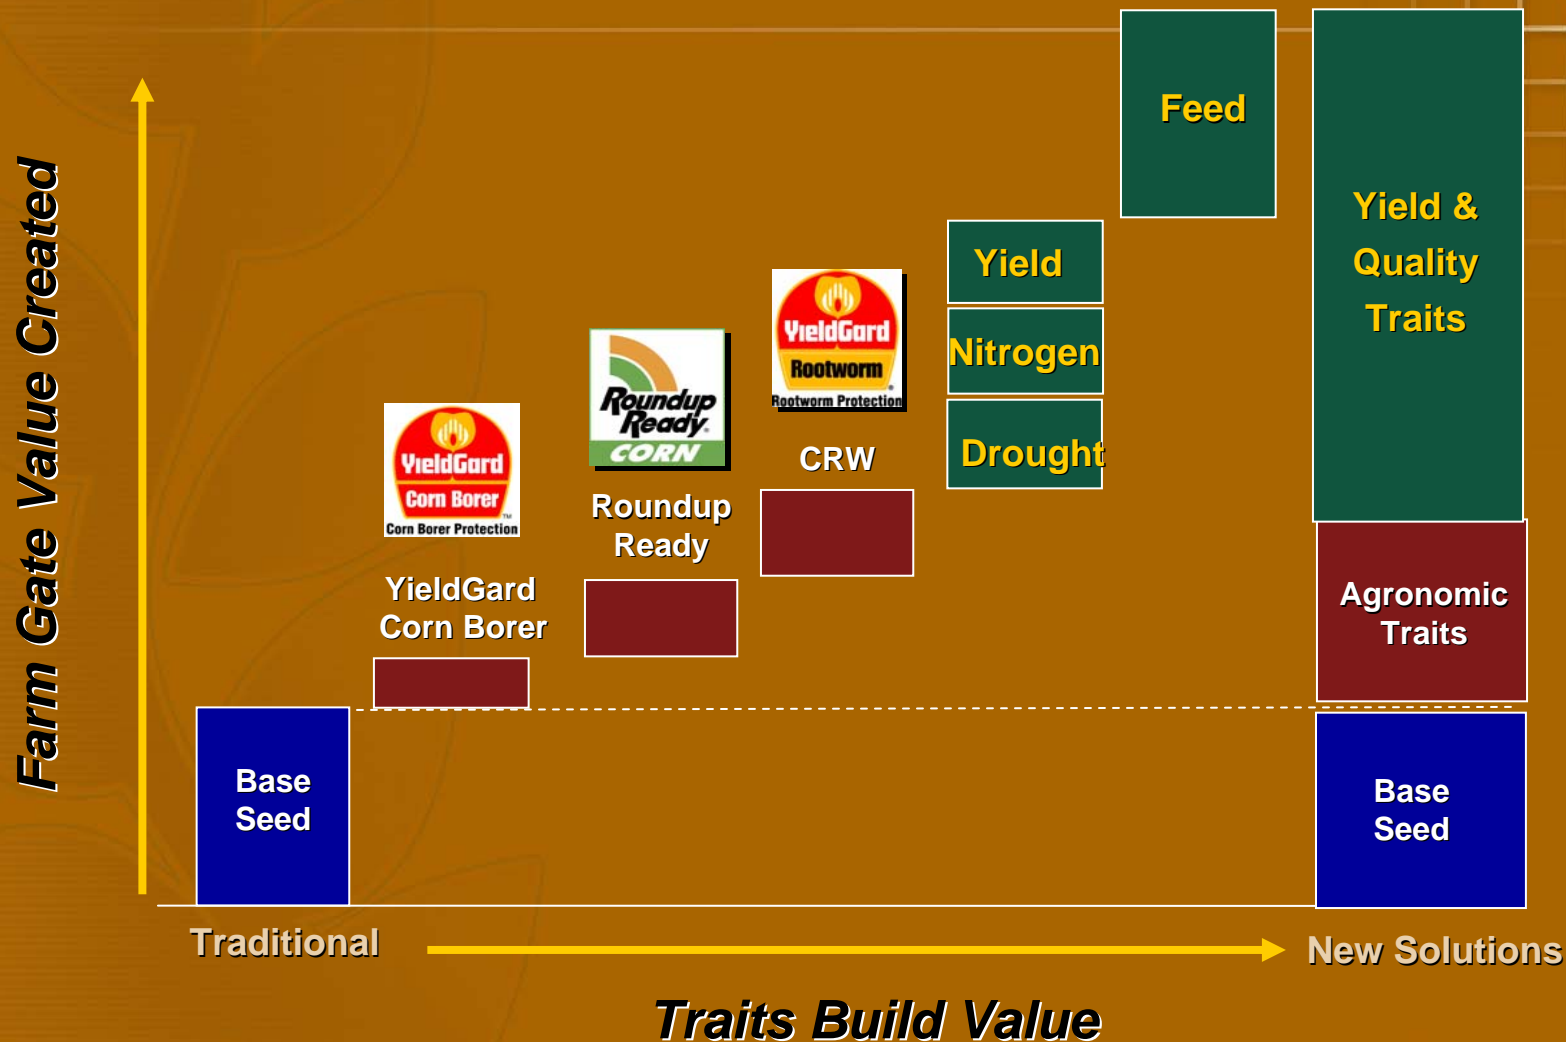 Farm Gate Value Created
Base
Seed
YieldGard
Corn Borer
™
Corn Borer Protection
YieldGard
Corn Borer
Roundup
Ready®
CORN
Roundup
Ready
YieldGard
Rootworm
®
Rootworm Protection
CRW
Yield
Nitrogen
Drought
Feed
Yield &
Quality
Traits
Agronomic
Traits
Base
Seed
Traditional
New Solutions
Traits Build Value